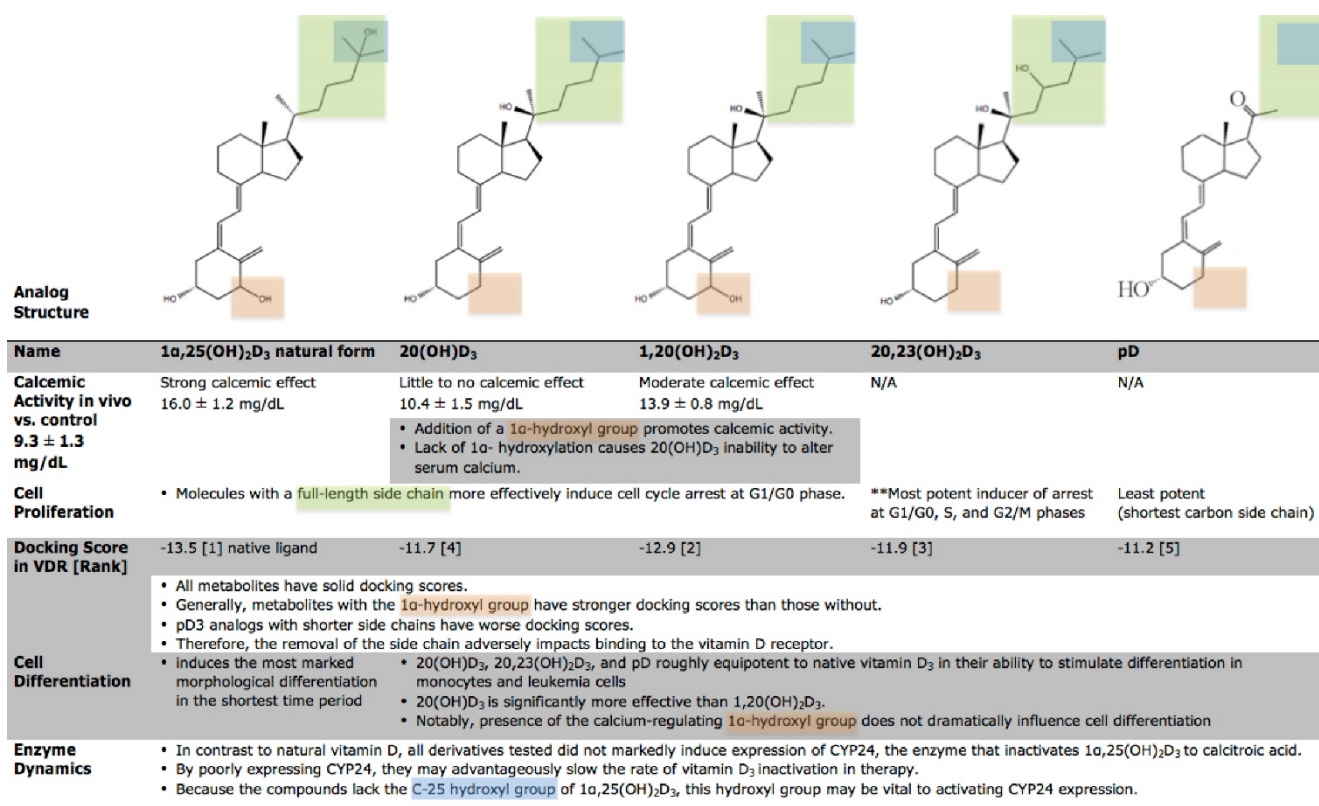 OH
HO
HO
HO
O
HO
OH
HO
HO
OH
HO
HO
Analog
Structure
Name 1α,25(OH)₂D₃ natural form 20(OH)D₃ 1,20(OH)₂D₃ 20,23(OH)₂D₃ pD
Calcemic Strong calcemic effect Little to no calcemic effect Moderate calcemic effect N/A N/A
Activity in vivo 16.0 ± 1.2 mg/dL 10.4 ± 1.5 mg/dL 13.9 ± 0.8 mg/dL
vs. control
9.3 ± 1.3
mg/dL
• Addition of a 1α-hydroxyl group promotes calcemic activity.
• Lack of 1α- hydroxylation causes 20(OH)D₃ inability to alter
serum calcium.
Cell • Molecules with a full-length side chain more effectively induce cell cycle arrest at G1/G0 phase. **Most potent inducer of arrest Least potent
Proliferation at G1/G0, S, and G2/M phases (shortest carbon side chain)
Docking Score -13.5 [1] native ligand -11.7 [4] -12.9 [2] -11.9 [3] -11.2 [5]
in VDR [Rank]
• All metabolites have solid docking scores.
• Generally, metabolites with the 1α-hydroxyl group have stronger docking scores than those without.
• pD3 analogs with shorter side chains have worse docking scores.
• Therefore, the removal of the side chain adversely impacts binding to the vitamin D receptor.
Cell
Differentiation
• induces the most marked
morphological differentiation
in the shortest time period
• 20(OH)D₃, 20,23(OH)₂D₃, and pD roughly equipotent to native vitamin D₃ in their ability to stimulate differentiation in
monocytes and leukemia cells
• 20(OH)D₃ is significantly more effective than 1,20(OH)₂D₃.
• Notably, presence of the calcium-regulating 1α-hydroxyl group does not dramatically influence cell differentiation
Enzyme
Dynamics
• In contrast to natural vitamin D, all derivatives tested did not markedly induce expression of CYP24, the enzyme that inactivates 1α,25(OH)₂D₃ to calcitroic acid.
• By poorly expressing CYP24, they may advantageously slow the rate of vitamin D₃ inactivation in therapy.
• Because the compounds lack the C-25 hydroxyl group of 1α,25(OH)₂D₃, this hydroxyl group may be vital to activating CYP24 expression.